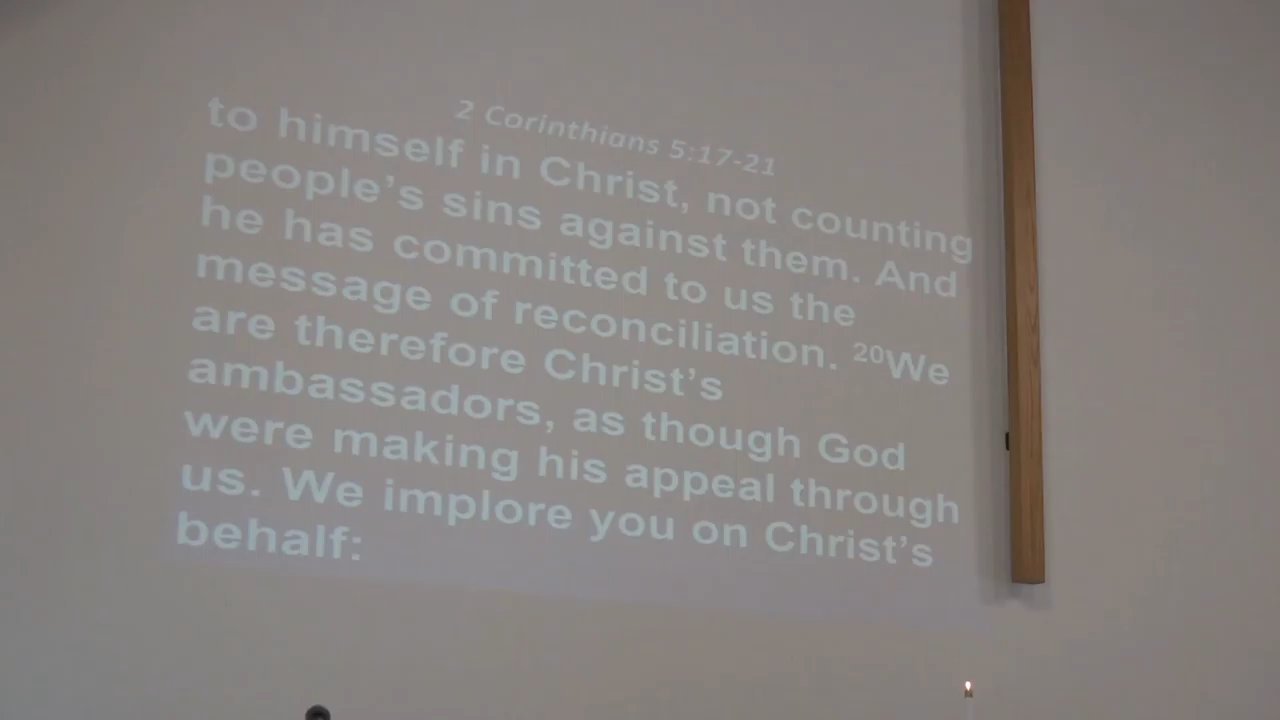 2 Corinthians 5:17-21
to himself in Christ, not counting
people's sins against them. And
he has committed to us the
message of reconciliation. ²⁰We
are therefore Christ's
ambassadors, as though God
were making his appeal through
us. We implore you on Christ's
behalf: